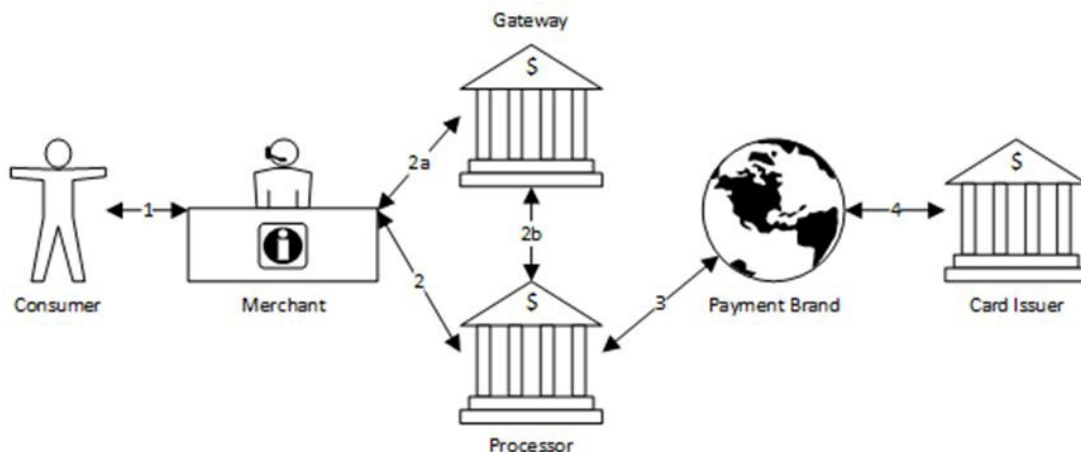 Gateway
$
2a
1
2b
2
$
3
4
$
i
Consumer
Merchant
Processor
Payment Brand
Card Issuer